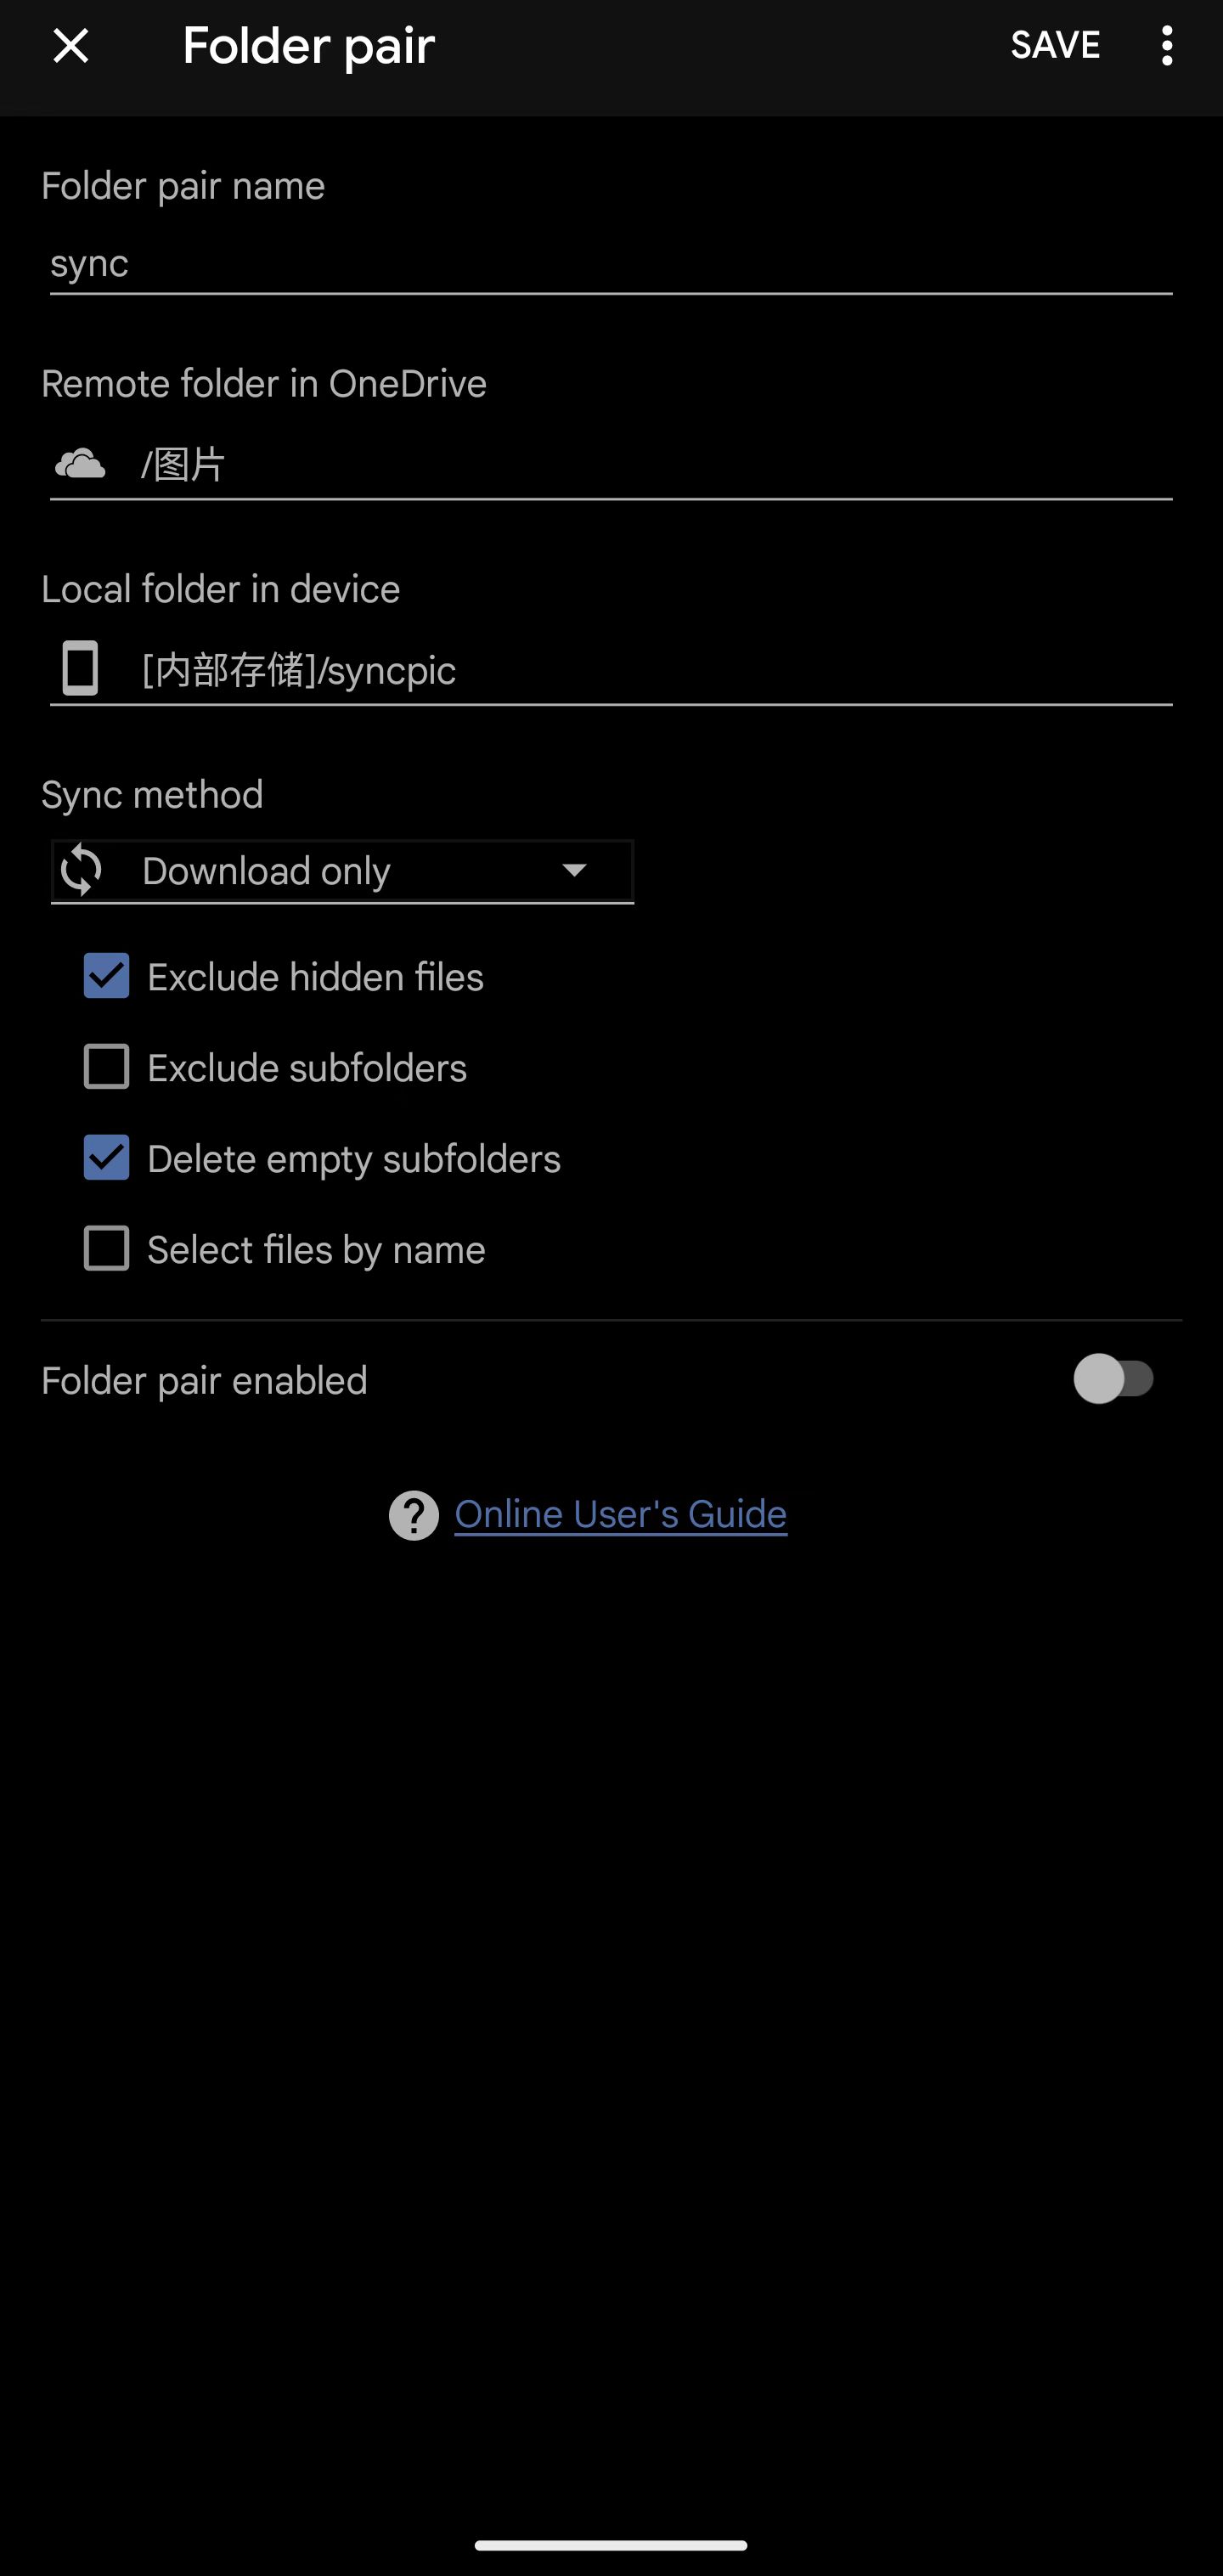 Folder pair
SAVE
Folder pair name
sync
Remote folder in OneDrive
/图片
Local folder in device
[内部存储]/syncpic
Sync method
Download only
Exclude hidden files
Exclude subfolders
Delete empty subfolders
Select files by name
Folder pair enabled
Online User's Guide